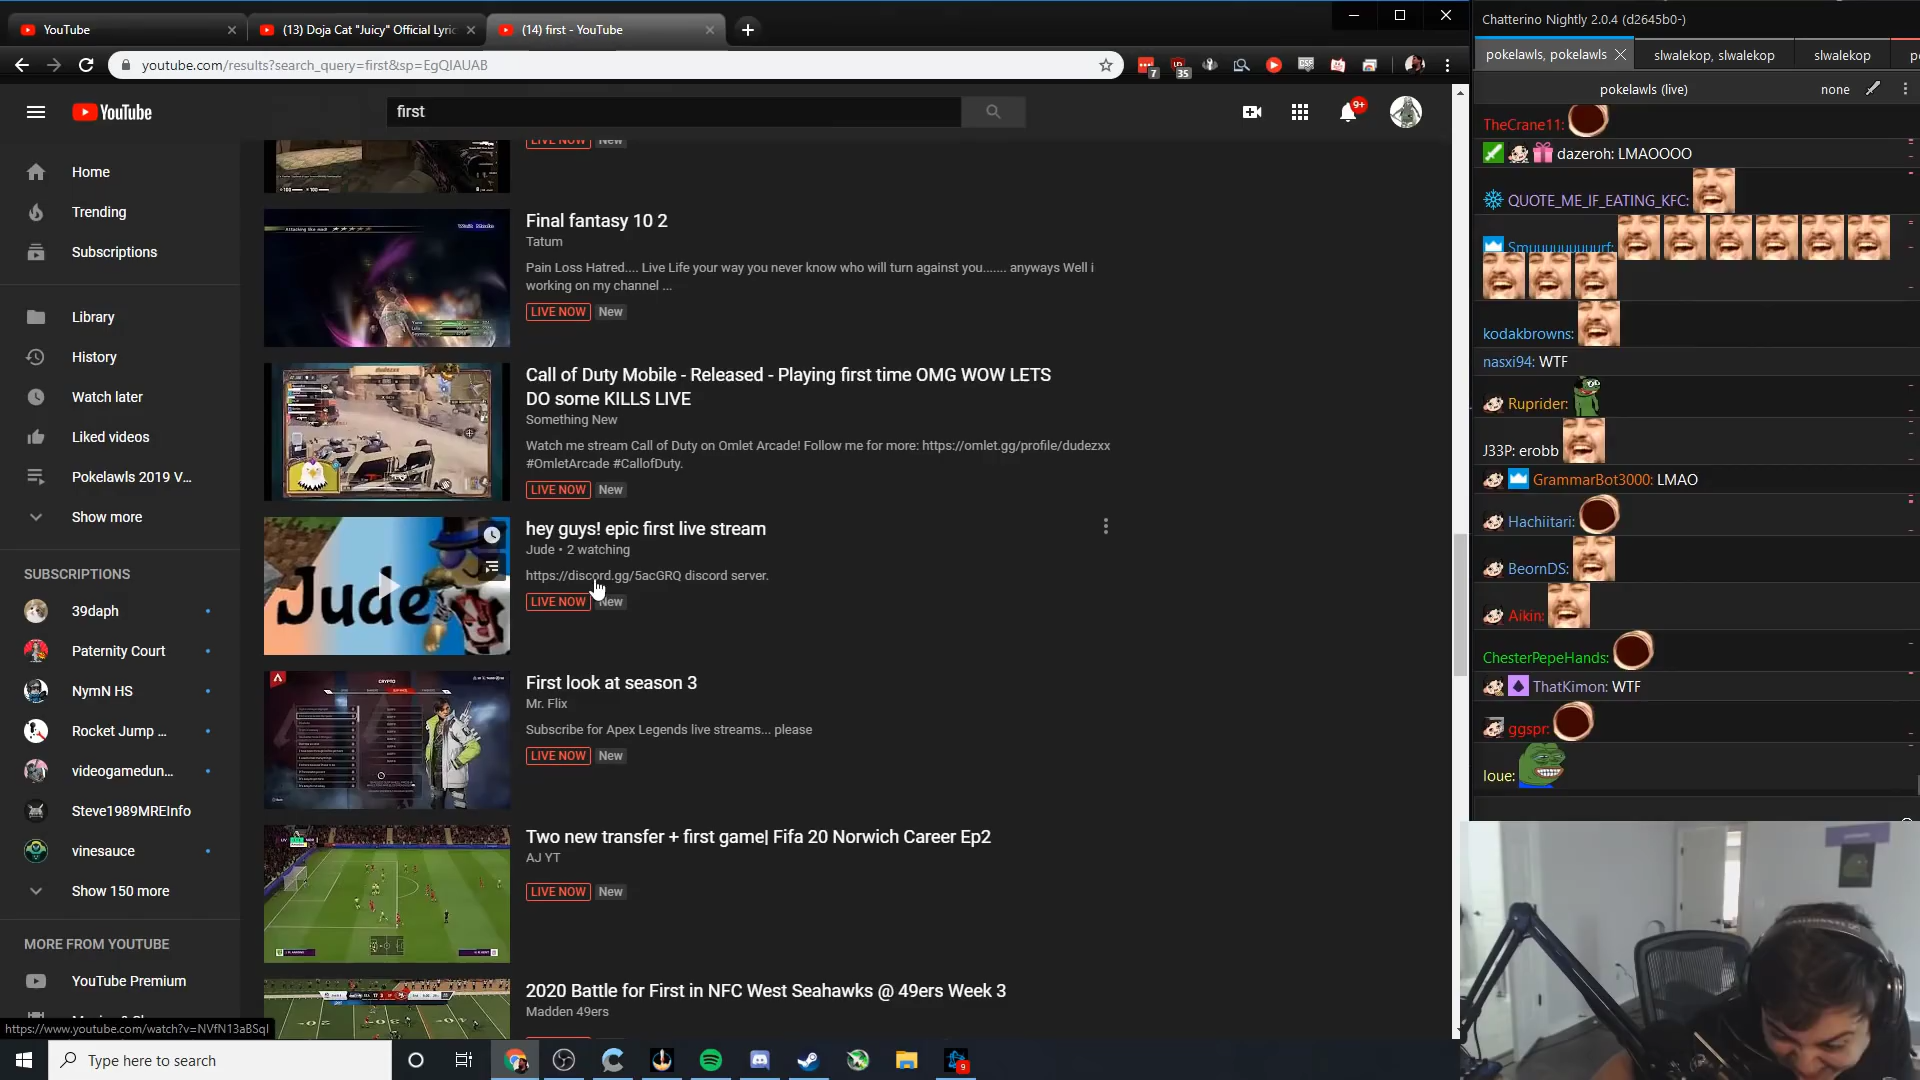 YouTube
(13) Doja Cat "Juicy" Official Lyric
(14) first - YouTube
youtube.com/results?search_query=first&sp=EgQIAUAB
7
35
YouTube
first
9+
Home
Trending
Subscriptions
Library
History
Watch later
Liked videos
Pokelawls 2019 V...
Show more
SUBSCRIPTIONS
39daph
Paternity Court
NymN HS
Rocket Jump ...
videogamedun...
Steve1989MREInfo
vinesauce
Show 150 more
MORE FROM YOUTUBE
YouTube Premium
https://www.youtube.com/watch?v=NVfN13aBSqI
LIVE NOW New
Final fantasy 10 2
Tatum
Pain Loss Hatred.... Live Life your way you never know who will turn against you....... anyways Well i
working on my channel ...
LIVE NOW New
Call of Duty Mobile - Released - Playing first time OMG WOW LETS
DO some KILLS LIVE
Something New
Watch me stream Call of Duty on Omlet Arcade! Follow me for more: https://omlet.gg/profile/dudezxx
#OmletArcade #CallofDuty.
LIVE NOW New
Jude
hey guys! epic first live stream
Jude • 2 watching
https://discord.gg/5acGRQ discord server.
LIVE NOW New
CRYPTO
First look at season 3
Mr. Flix
Subscribe for Apex Legends live streams... please
LIVE NOW New
Two new transfer + first game| Fifa 20 Norwich Career Ep2
AJ YT
LIVE NOW New
2020 Battle for First in NFC West Seahawks @ 49ers Week 3
Madden 49ers
Type here to search
9
Chatterino Nightly 2.0.4 (d2645b0-)
pokelawls, pokelawls
slwalekop, slwalekop
slwalekop
pokelawls (live)
none
TheCrane11:
dazeroh: LMAOOOO
QUOTE_ME_IF_EATING_KFC:
Smuuuuuuuuurf:
kodakbrowns:
nasxi94: WTF
Ruprider:
J33P: erobb
GrammarBot3000: LMAO
Hachiitari:
BeornDS:
Aikin:
ChesterPepeHands:
ThatKimon: WTF
ggspr:
loue: